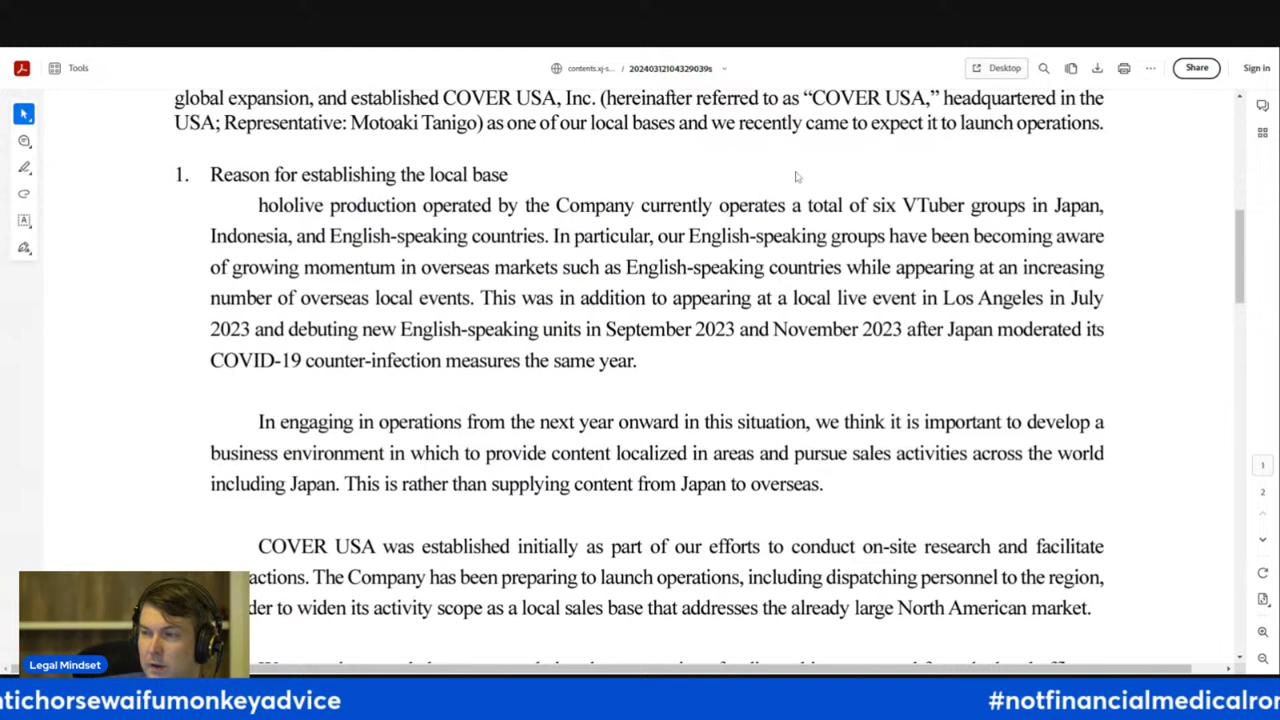 Tools
contents.xj-s... / 20240312104329039s
Desktop
Share
Sign in
global expansion, and established COVER USA, Inc. (hereinafter referred to as “COVER USA,” headquartered in the
USA; Representative: Motoaki Tanigo) as one of our local bases and we recently came to expect it to launch operations.
1. Reason for establishing the local base
hololive production operated by the Company currently operates a total of six VTuber groups in Japan,
Indonesia, and English-speaking countries. In particular, our English-speaking groups have been becoming aware
of growing momentum in overseas markets such as English-speaking countries while appearing at an increasing
number of overseas local events. This was in addition to appearing at a local live event in Los Angeles in July
2023 and debuting new English-speaking units in September 2023 and November 2023 after Japan moderated its
COVID-19 counter-infection measures the same year.
In engaging in operations from the next year onward in this situation, we think it is important to develop a
business environment in which to provide content localized in areas and pursue sales activities across the world
including Japan. This is rather than supplying content from Japan to overseas.
COVER USA was established initially as part of our efforts to conduct on-site research and facilitate
actions. The Company has been preparing to launch operations, including dispatching personnel to the region,
der to widen its activity scope as a local sales base that addresses the already large North American market.
1
2
Legal Mindset
ntichorsewaifumonkeyadvice
#notfinancialmedicalron